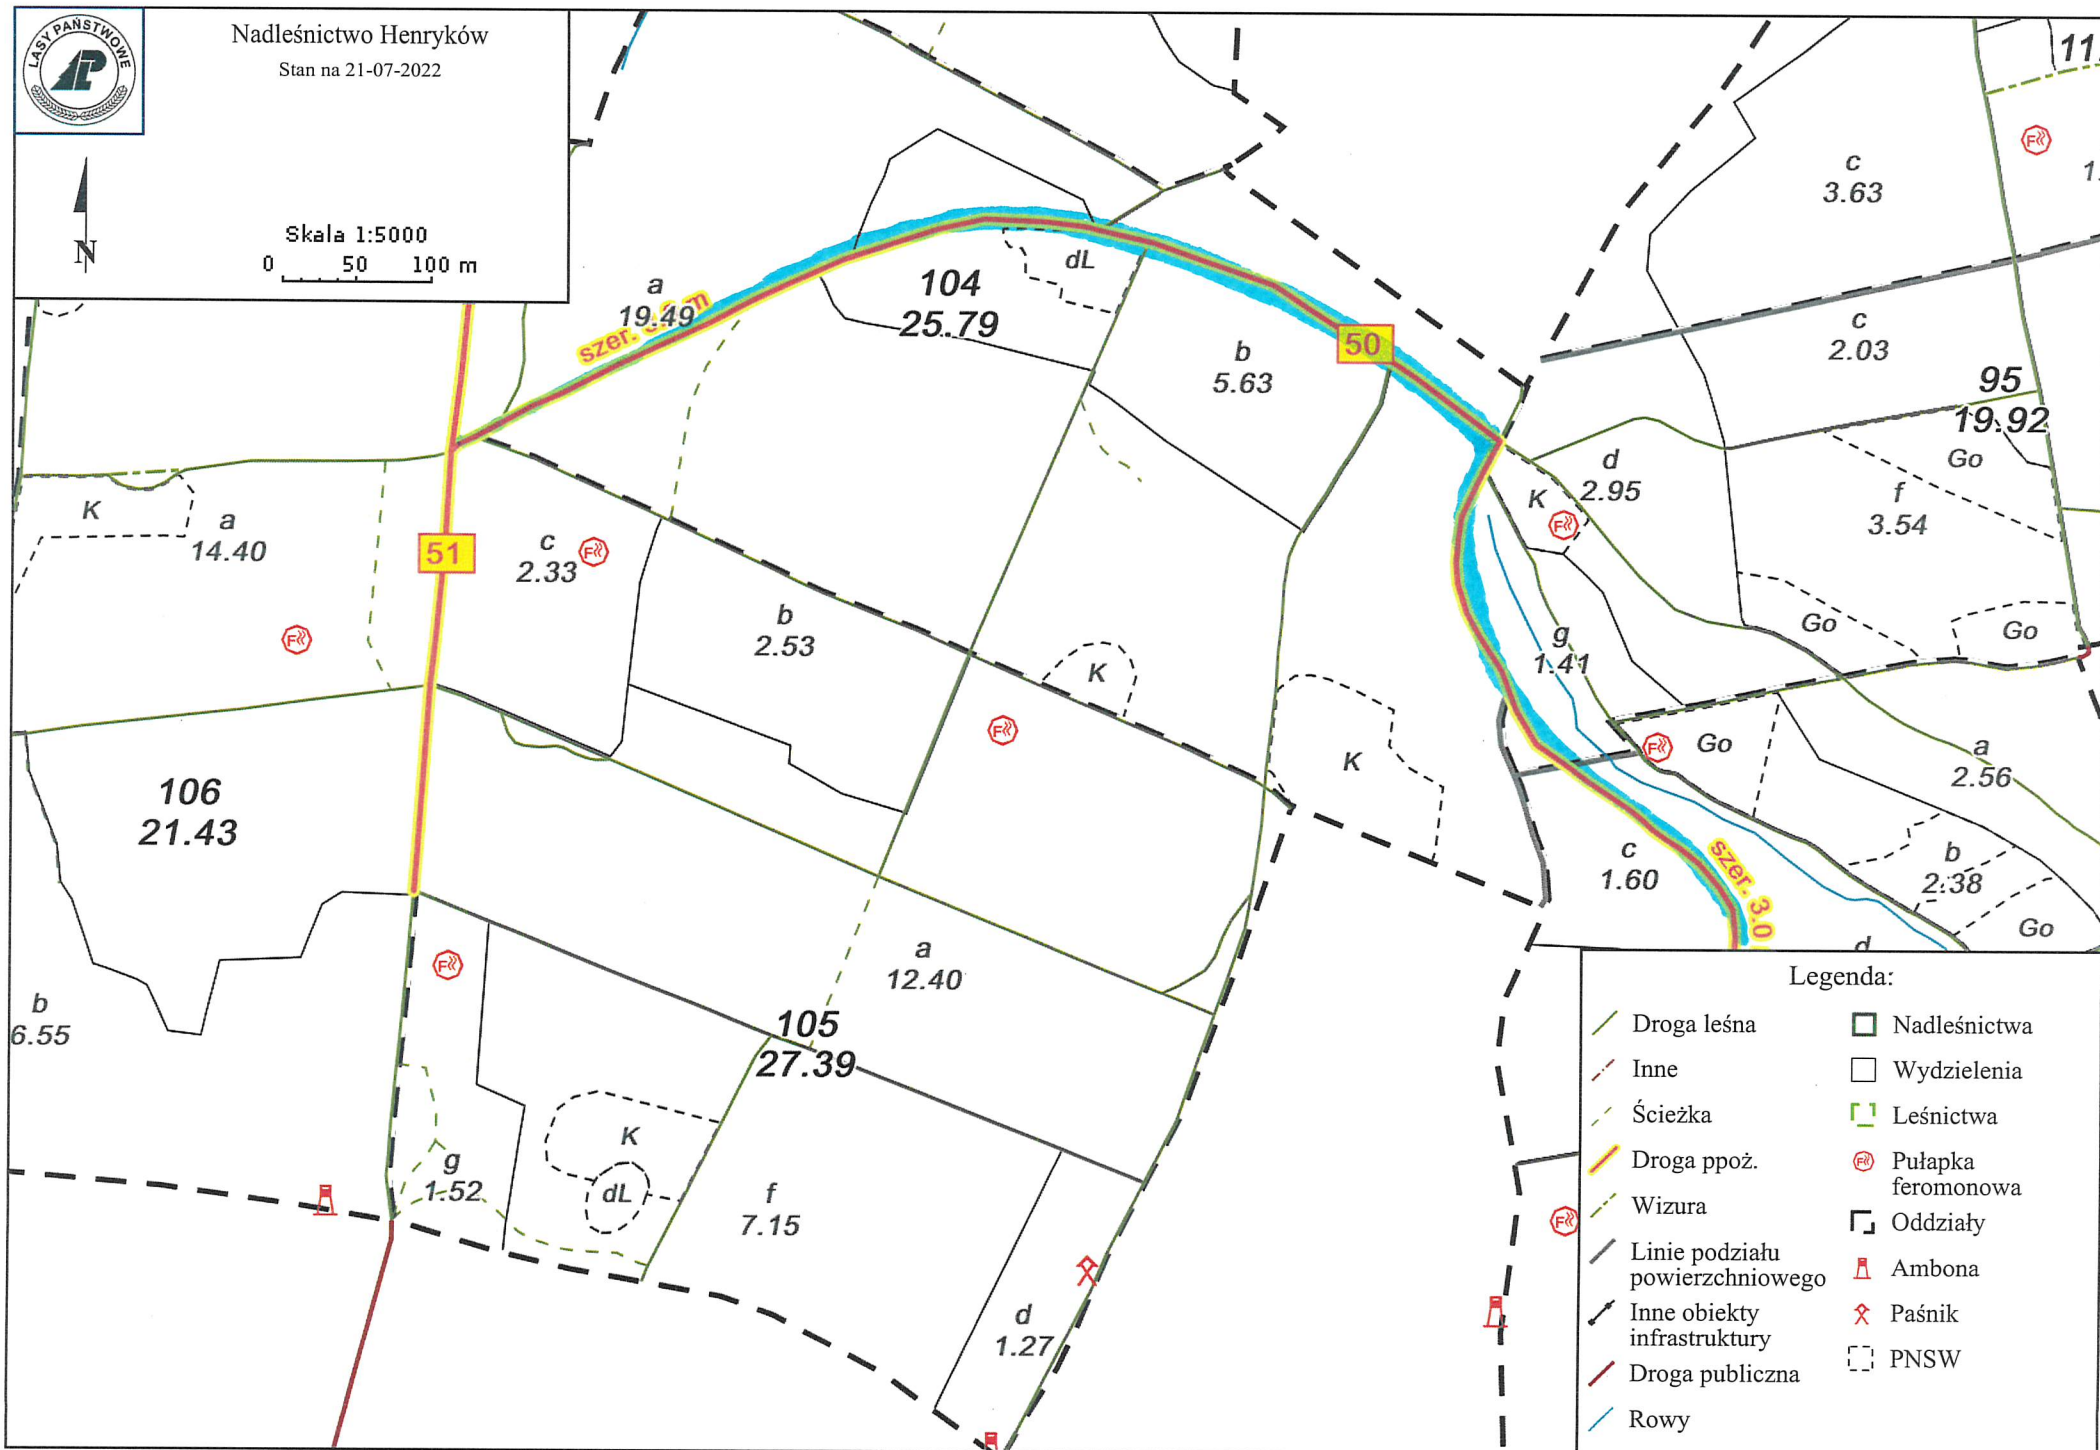 LASY PAŃSTWOWE
Nadleśnictwo Henryków
Stan na 21-07-2022
N
Skala 1:5000
0 50 100 m
11
c
3.63
1.
a
19.49
szer.
m
104
25.79
dL
b
5.63
50
c
2.03
95
19.92
K
a
14.40
51
c
2.33
b
2.53
K
d
2.95
Go
f
3.54
Go
Go
g
1.41
K
K
Go
a
2.56
106
21.43
c
1.60
szer. 3.0
b
2.38
Go
d
b
6.55
a
12.40
105
27.39
K
dL
g
1.52
f
7.15
d
1.27
Legenda:
Droga leśna
Inne
Ścieżka
Droga ppoż.
Wizura
Linie podziału
powierzchniowego
Inne obiekty
infrastruktury
Droga publiczna
Rowy
Nadleśnictwa
Wydzielenia
Leśnictwa
Pułapka
feromonowa
Oddziały
Ambona
Paśnik
PNSW